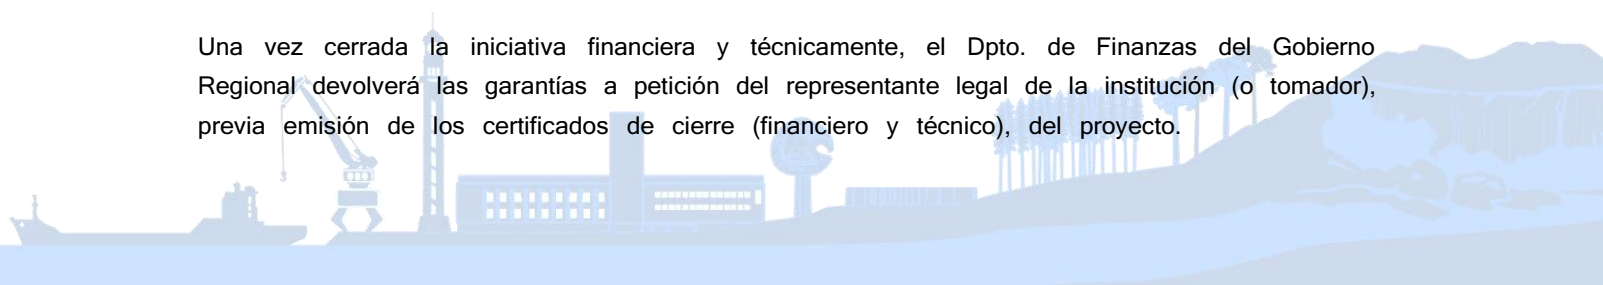 Una vez cerrada la iniciativa financiera y técnicamente, el Dpto. de Finanzas del Gobierno
Regional devolverá las garantías a petición del representante legal de la institución (o tomador),
previa emisión de los certificados de cierre (financiero y técnico), del proyecto.